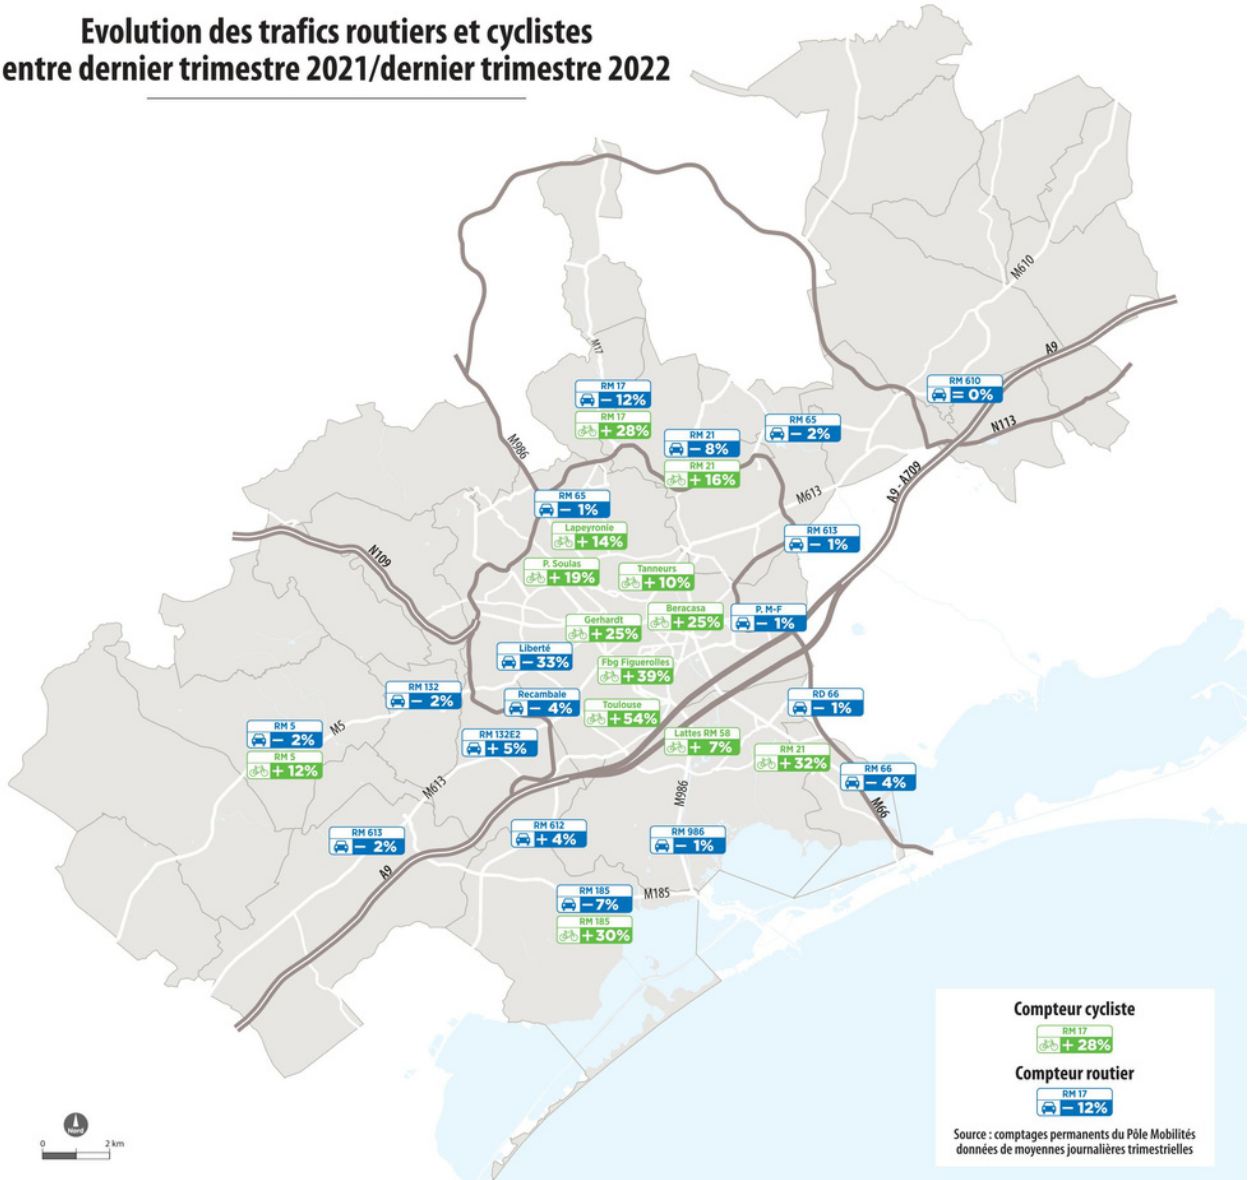 Evolution des trafics routiers et cyclistes
entre dernier trimestre 2021/dernier trimestre 2022
M610
A9
M17
RM 17
– 12%
RM 17
+ 28%
RM 610
= 0%
N113
RM 65
– 2%
RM 21
– 8%
RM 21
+ 16%
M986
A9 - A709
M613
RM 65
– 1%
Lapeyronie
+ 14%
RM 613
– 1%
N109
P. Soulas
+ 19%
Tanneurs
+ 10%
Beracasa
+ 25%
P. M-F
– 1%
Gerhardt
+ 25%
Liberté
– 33%
Fbg Figuerolles
+ 39%
RM 132
– 2%
Recambale
– 4%
RD 66
– 1%
Toulouse
+ 54%
RM 5
– 2%
M5
RM 132E2
+ 5%
Lattes RM 58
+ 7%
RM 21
+ 32%
RM 5
+ 12%
RM 66
– 4%
M613
M986
M66
RM 613
– 2%
RM 612
+ 4%
RM 986
– 1%
A9
RM 185
– 7%
M185
RM 185
+ 30%
Compteur cycliste
RM 17
+ 28%
Compteur routier
RM 17
– 12%
Source : comptages permanents du Pôle Mobilités
données de moyennes journalières trimestrielles
Nord
0 2 km